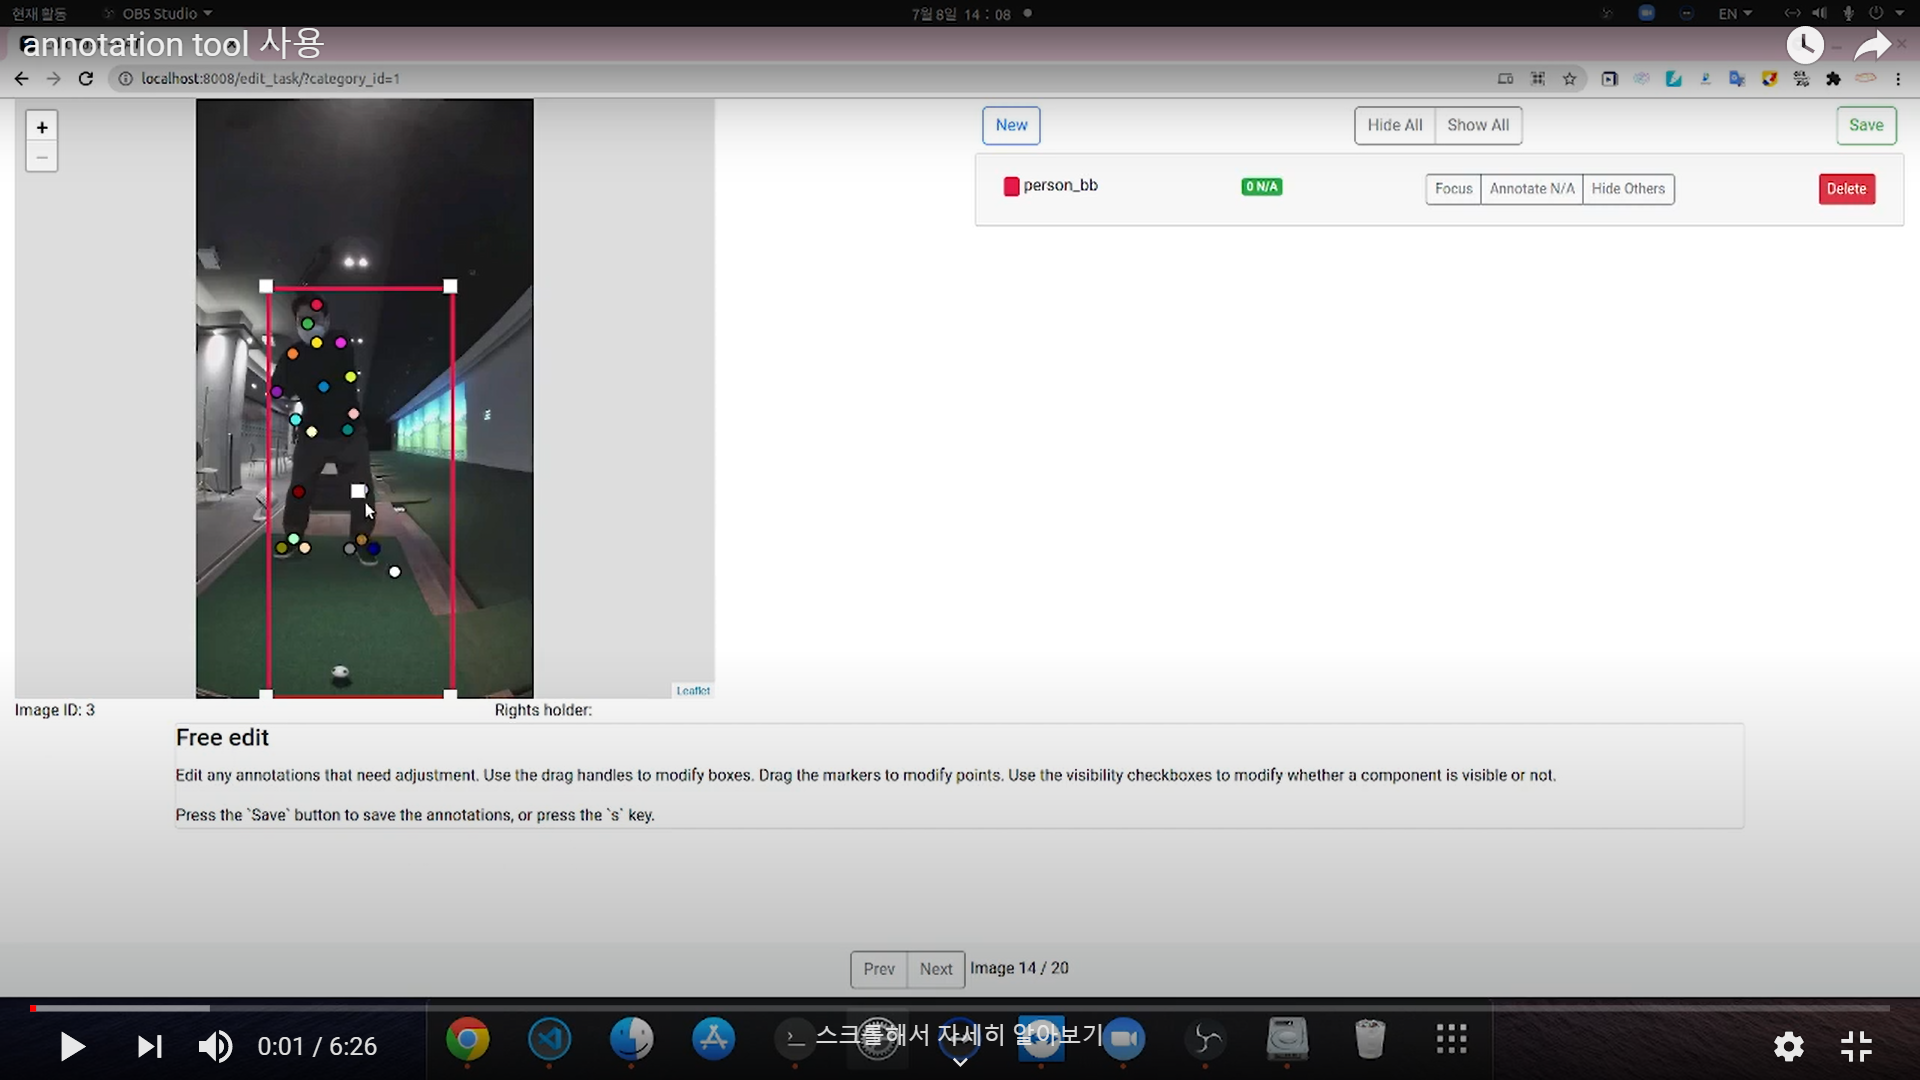 현재 활동 OBS Studio 7월 8일 14 : 08 EN
annotation tool 사용
localhost:8008/edit_task/?category_id=1
+
−
New Hide All Show All Save
person_bb 0 N/A Focus Annotate N/A Hide Others Delete
Leaflet
Image ID: 3 Rights holder:
Free edit
Edit any annotations that need adjustment. Use the drag handles to modify boxes. Drag the markers to modify points. Use the visibility checkboxes to modify whether a component is visible or not.
Press the `Save` button to save the annotations, or press the `s` key.
Prev Next Image 14 / 20
스크롤해서 자세히 알아보기
0:01 / 6:26